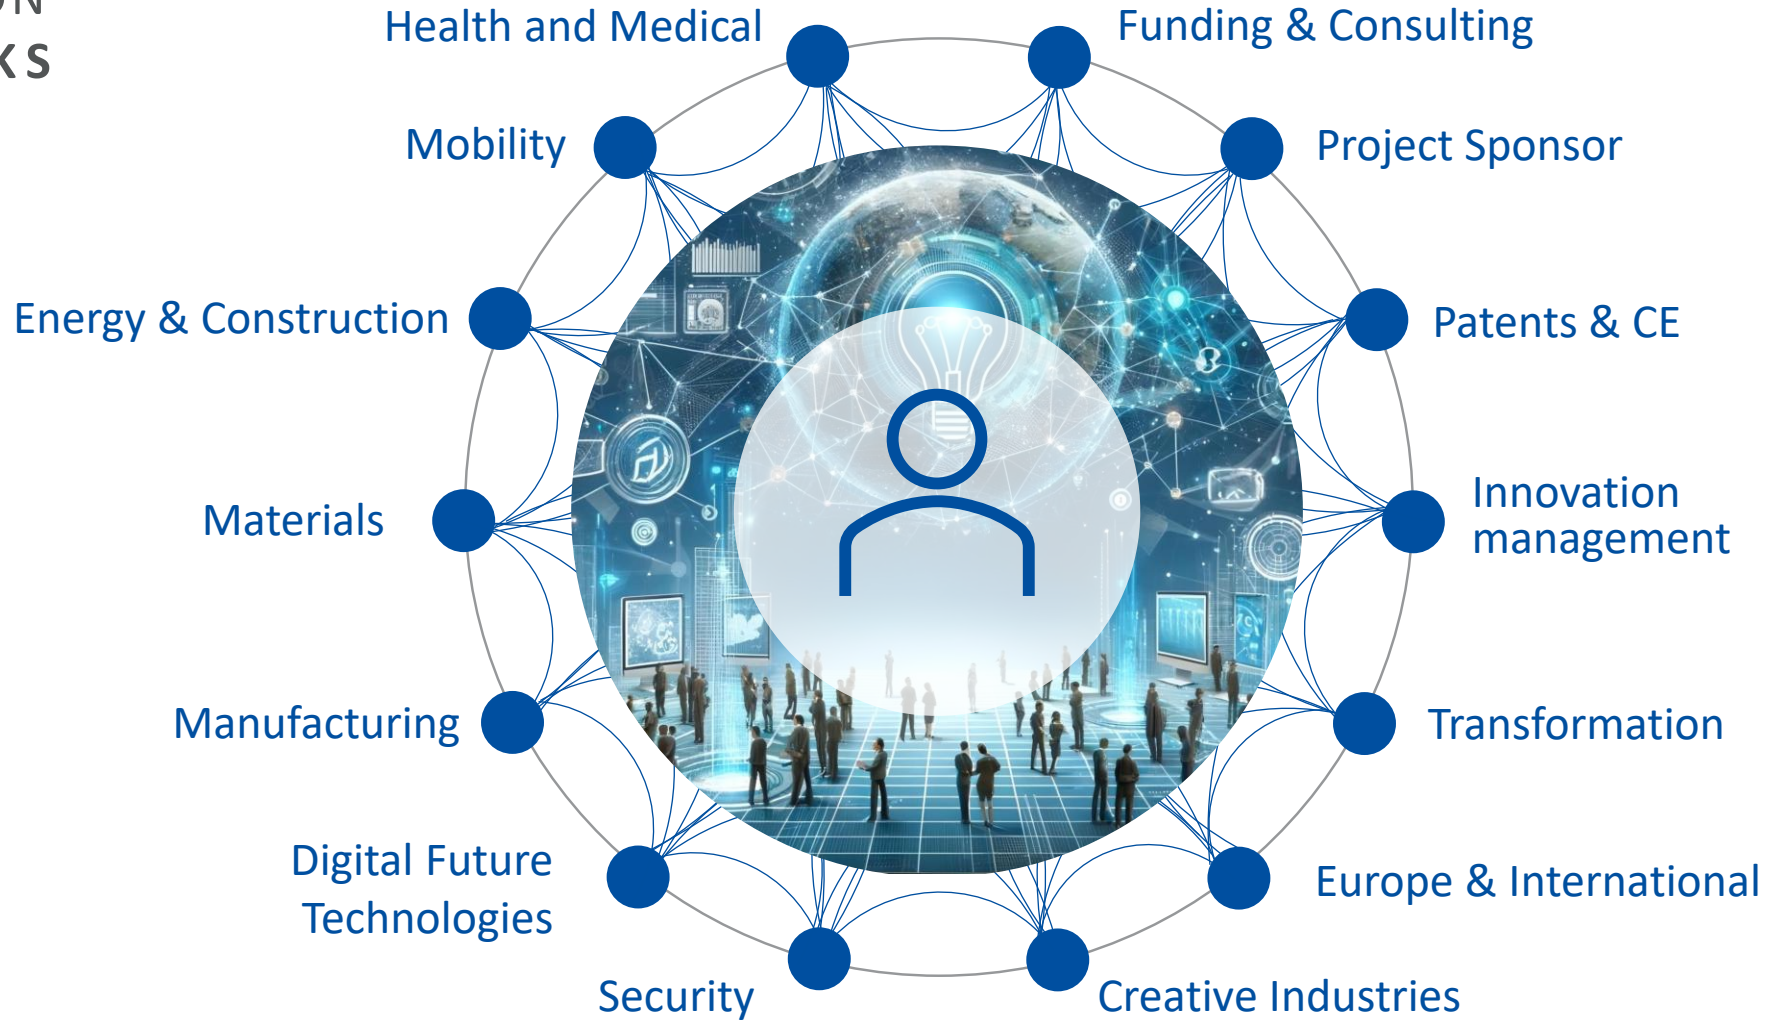 Health and Medical
Funding & Consulting
Mobility
Project Sponsor
Energy & Construction
Patents & CE
Materials
Innovation
management
Manufacturing
Transformation
Digital Future
Technologies
Europe & International
Security
Creative Industries